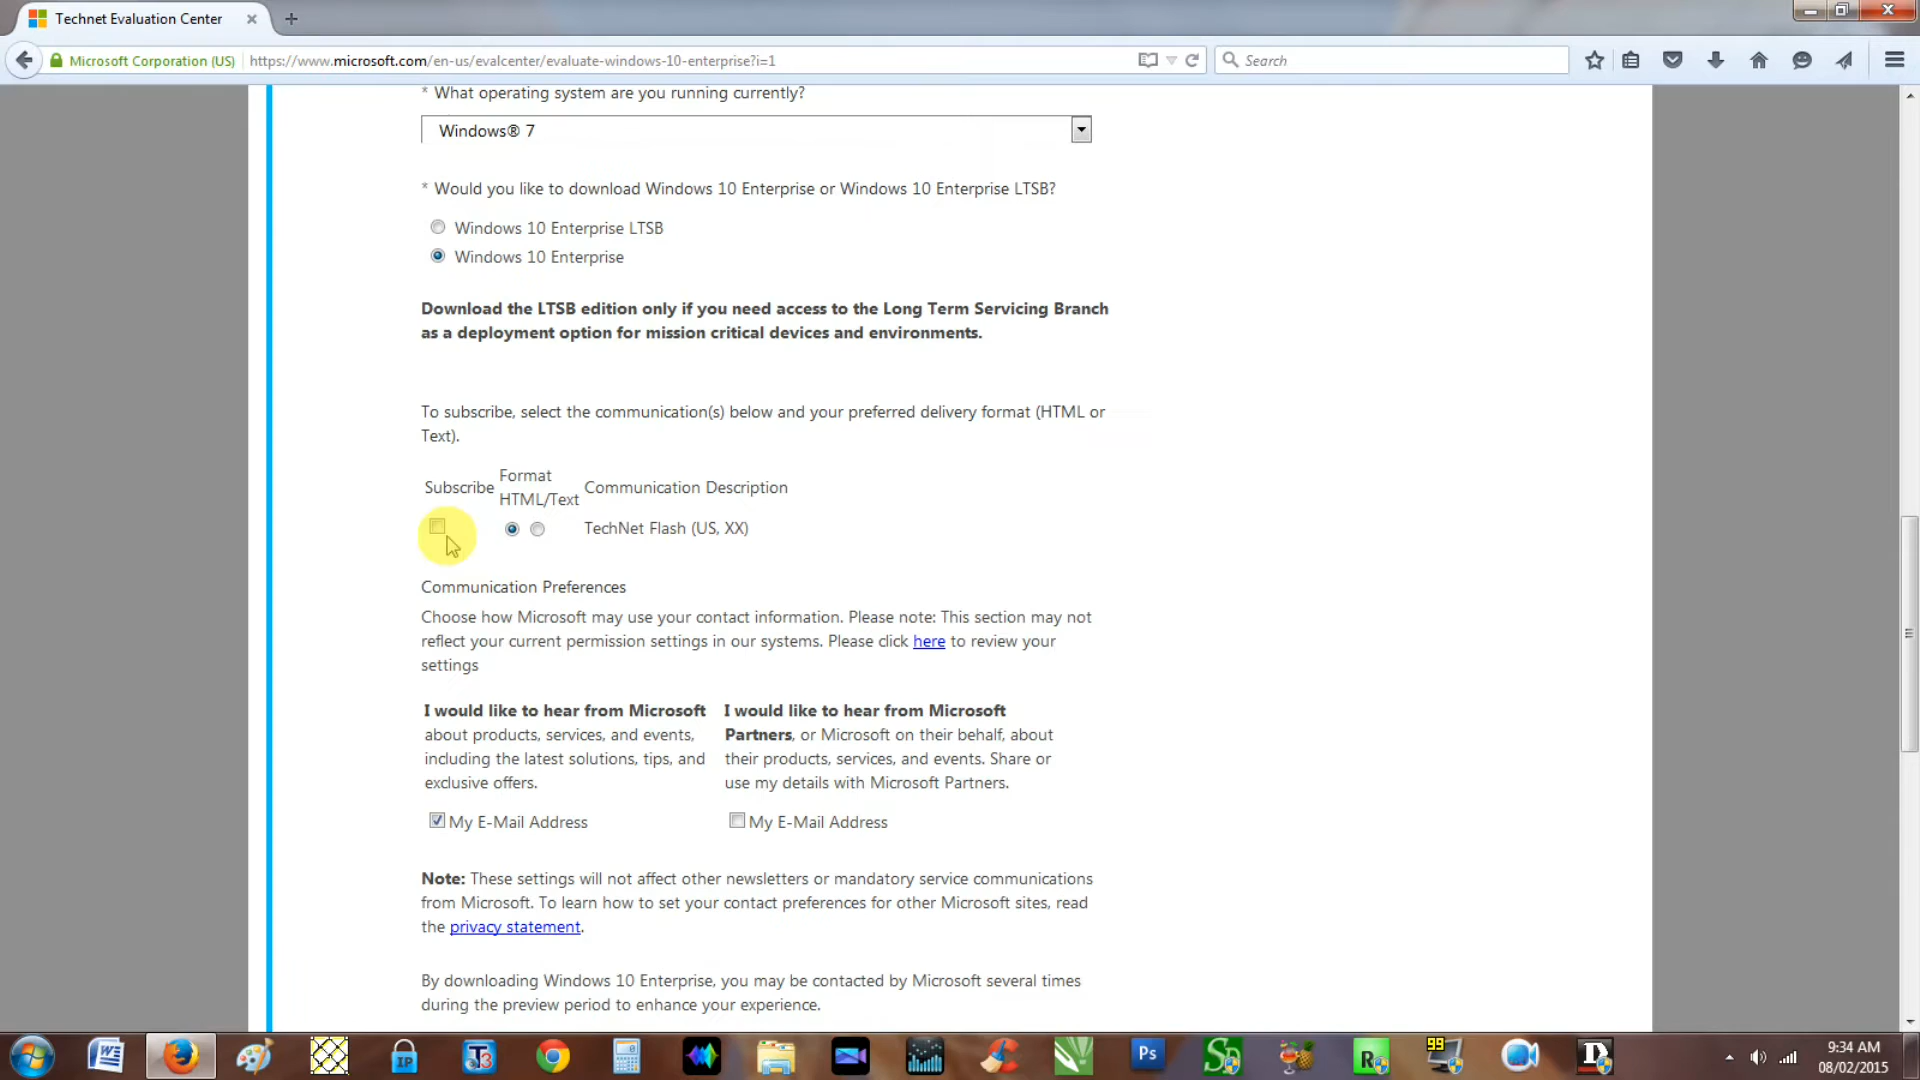 Technet Evaluation Center
Microsoft Corporation (US)
https://www.microsoft.com/en-us/evalcenter/evaluate-windows-10-enterprise?i=1
Search
* What operating system are you running currently?
Windows® 7
* Would you like to download Windows 10 Enterprise or Windows 10 Enterprise LTSB?
Windows 10 Enterprise LTSB
Windows 10 Enterprise
Download the LTSB edition only if you need access to the Long Term Servicing Branch
as a deployment option for mission critical devices and environments.
To subscribe, select the communication(s) below and your preferred delivery format (HTML or
Text).
Subscribe
Format
HTML/Text
Communication Description
TechNet Flash (US, XX)
Communication Preferences
Choose how Microsoft may use your contact information. Please note: This section may not
reflect your current permission settings in our systems. Please click here to review your
settings
I would like to hear from Microsoft
about products, services, and events,
including the latest solutions, tips, and
exclusive offers.
My E-Mail Address
I would like to hear from Microsoft
Partners, or Microsoft on their behalf, about
their products, services, and events. Share or
use my details with Microsoft Partners.
My E-Mail Address
Note: These settings will not affect other newsletters or mandatory service communications
from Microsoft. To learn how to set your contact preferences for other Microsoft sites, read
the privacy statement.
By downloading Windows 10 Enterprise, you may be contacted by Microsoft several times
during the preview period to enhance your experience.
IP
T3
Ps
R
99
D
9:34 AM
08/02/2015